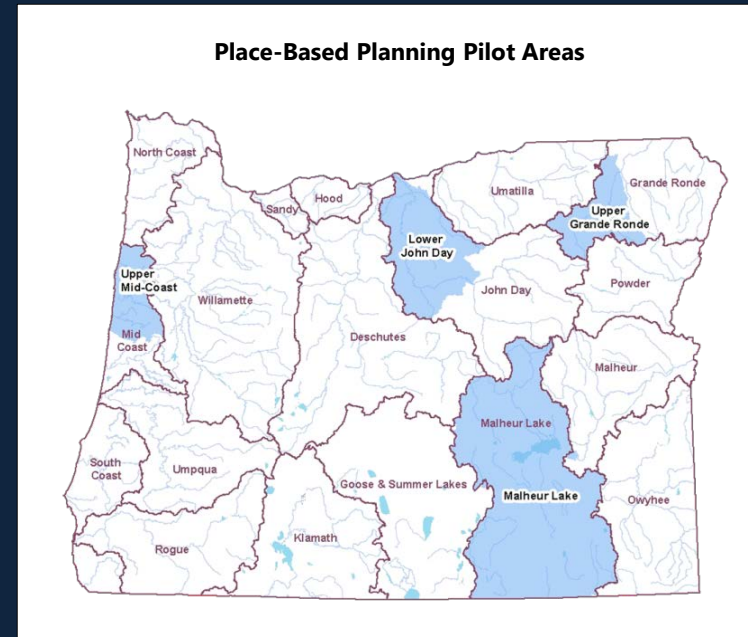 Place-Based Planning Pilot Areas
North Coast
Sandy
Hood
Umatilla
Grande Ronde
Upper
Grande Ronde
Lower
John Day
Upper
Mid-Coast
Willamette
John Day
Powder
Mid
Coast
Deschutes
Malheur
Malheur Lake
South
Coast
Umpqua
Goose & Summer Lakes
Malheur Lake
Owyhee
Klamath
Rogue